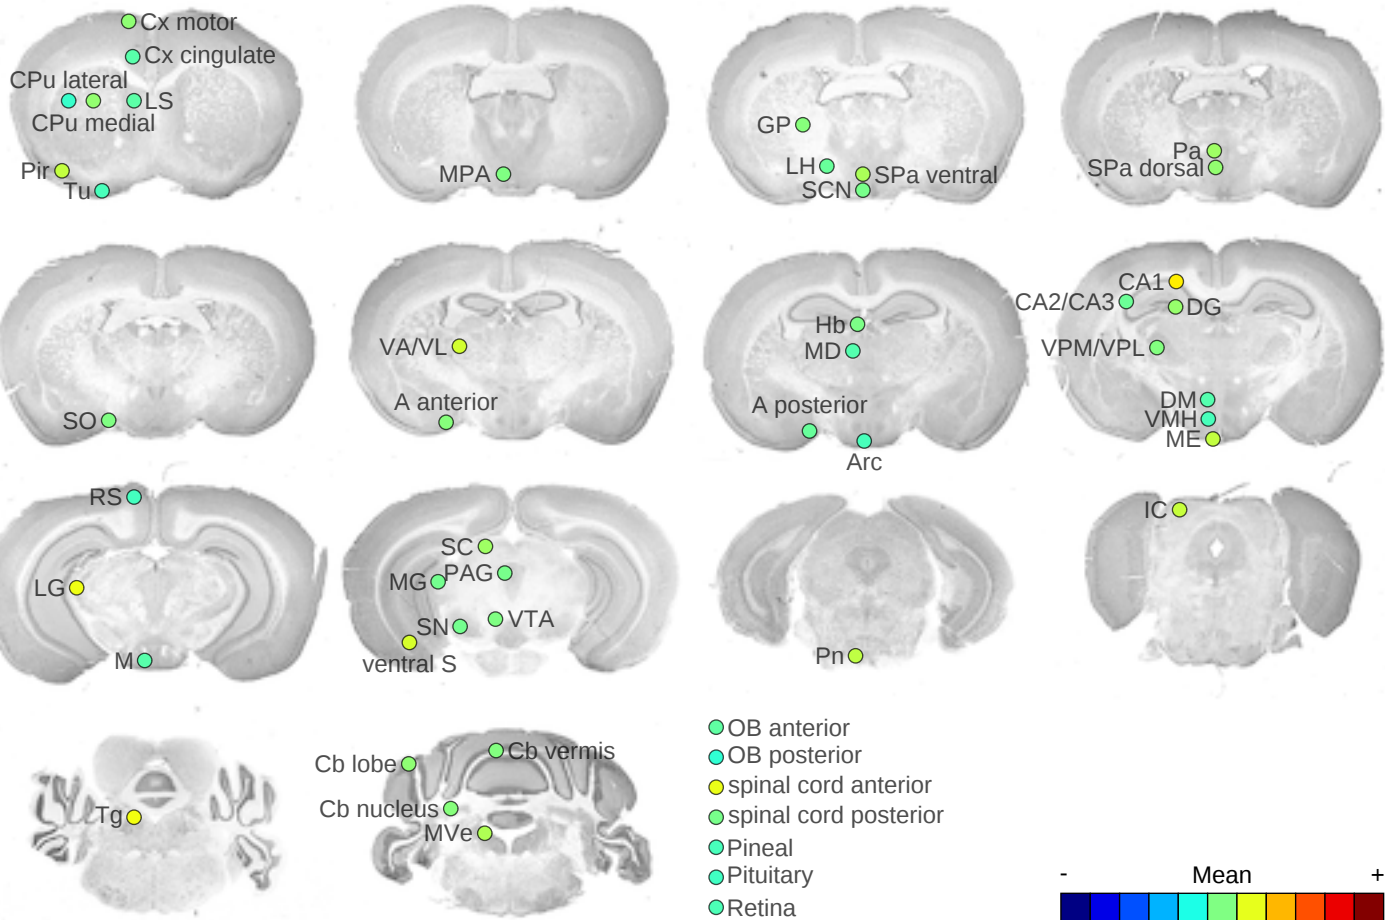 Cx motor
Cx cingulate
CPu lateral
LS
CPu medial
Pir
Tu
MPA
GP
LH
SPa ventral
SCN
Pa
SPa dorsal
SO
VA/VL
A anterior
Hb
MD
A posterior
Arc
CA1
CA2/CA3
DG
VPM/VPL
DM
VMH
ME
RS
LG
M
SC
MG
PAG
SN
VTA
ventral S
Pn
IC
Tg
Cb lobe
Cb vermis
Cb nucleus
MVe
OB anterior
OB posterior
spinal cord anterior
spinal cord posterior
Pineal
Pituitary
Retina
- Mean +